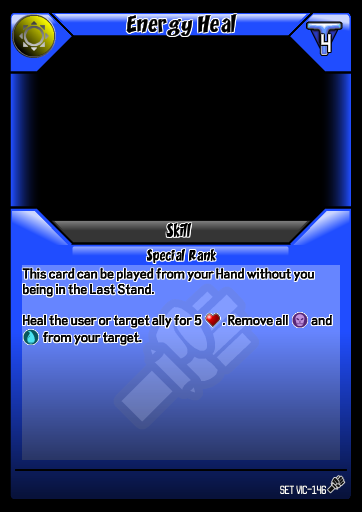 Energy Heal
4
Skill
Special Rank
This card can be played from your Hand without you
being in the Last Stand.
Heal the user or target ally for 5 . Remove all and
from your target.
SET VIC-146